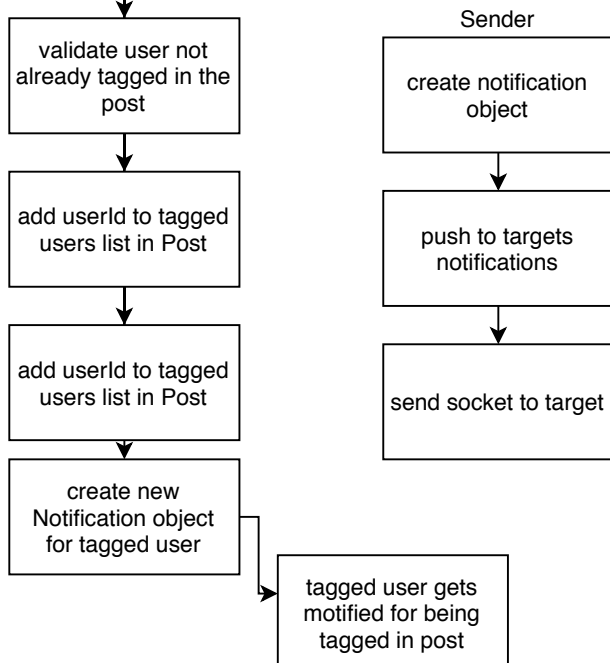 validate user not
already tagged in the
post
add userId to tagged
users list in Post
add userId to tagged
users list in Post
create new
Notification object
for tagged user
tagged user gets
motified for being
tagged in post
Sender
create notification
object
push to targets
notifications
send socket to target